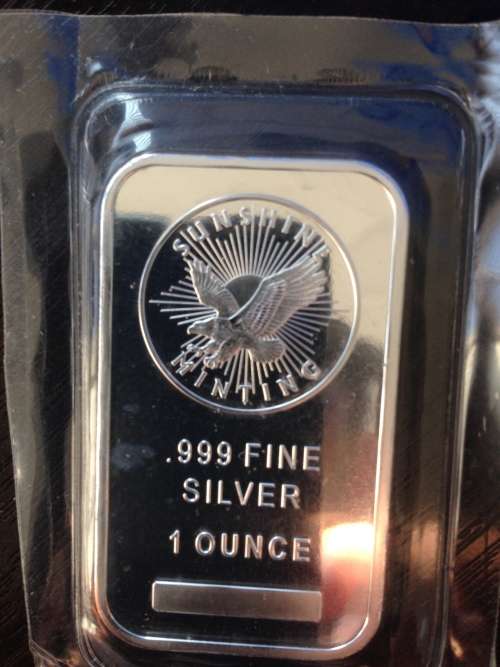 SUNSHINE
MINTING
.999 FINE
SILVER
1 OUNCE